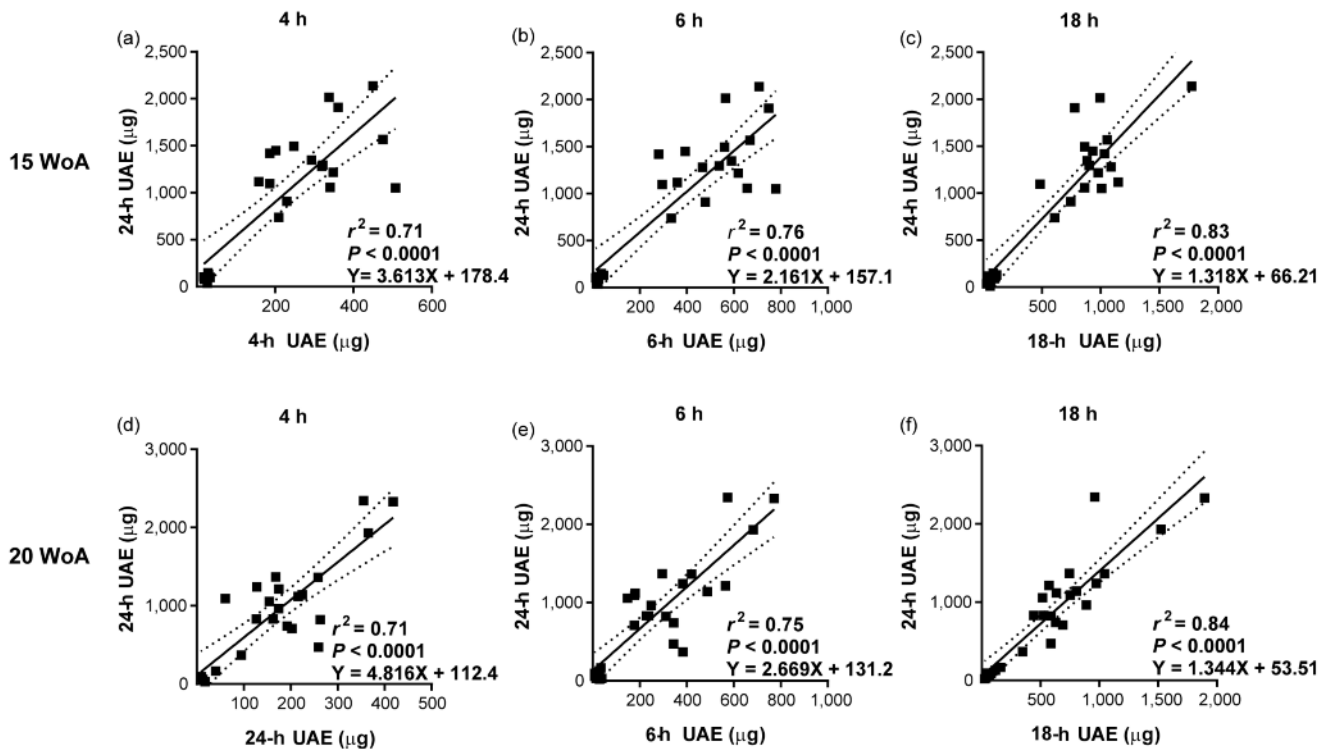 4 h
6 h
18 h
15 WoA
(a)
24-h UAE (μg)
2,500
2,000
1,500
1,000
500
0
r² = 0.71
P < 0.0001
Y= 3.613X + 178.4
200
400
600
4-h UAE (μg)
(b)
24-h UAE (μg)
2,500
2,000
1,500
1,000
500
0
r² = 0.76
P < 0.0001
Y = 2.161X + 157.1
200
400
600
800
1,000
6-h UAE (μg)
(c)
24-h UAE (μg)
2,500
2,000
1,500
1,000
500
0
r² = 0.83
P < 0.0001
Y = 1.318X + 66.21
500
1,000
1,500
2,000
18-h UAE (μg)
4 h
6 h
18 h
20 WoA
(d)
24-h UAE (μg)
3,000
2,000
1,000
0
r² = 0.71
P < 0.0001
Y = 4.816X + 112.4
100
200
300
400
500
24-h UAE (μg)
(e)
24-h UAE (μg)
3,000
2,000
1,000
0
r² = 0.75
P < 0.0001
Y = 2.669X + 131.2
200
400
600
800
1,000
6-h UAE (μg)
(f)
24-h UAE (μg)
3,000
2,000
1,000
0
r² = 0.84
P < 0.0001
Y = 1.344X + 53.51
500
1,000
1,500
2,000
18-h UAE (μg)